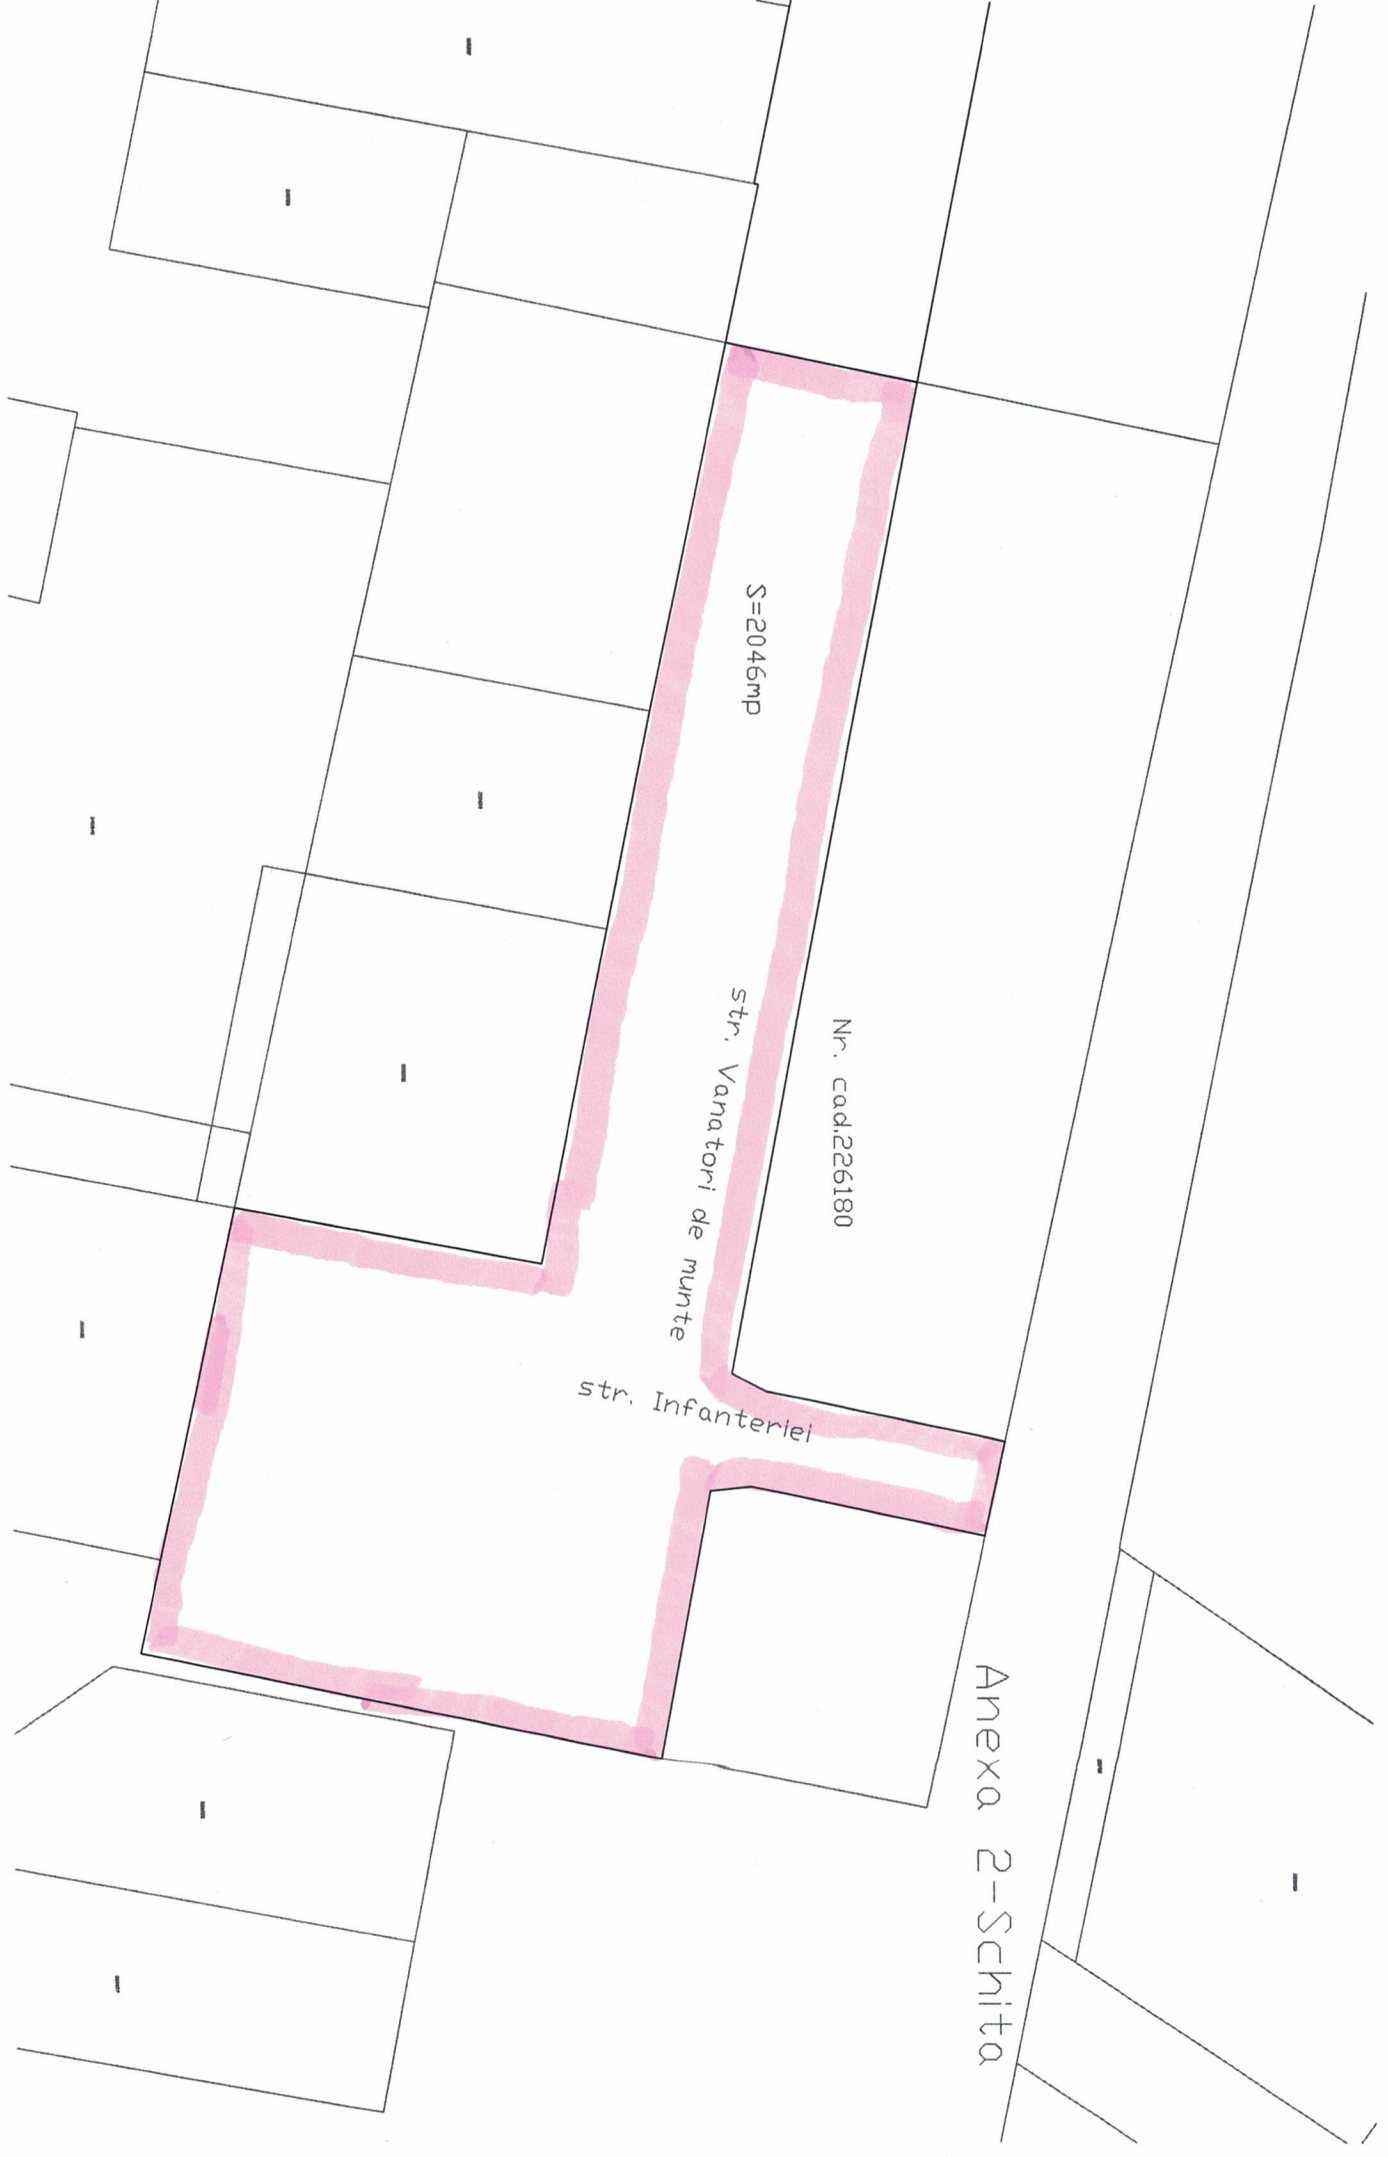 Anexa 2-Schita
Nr. cad.226180
S=2046mp
str. Vanatori de munte
str. Infanteriei